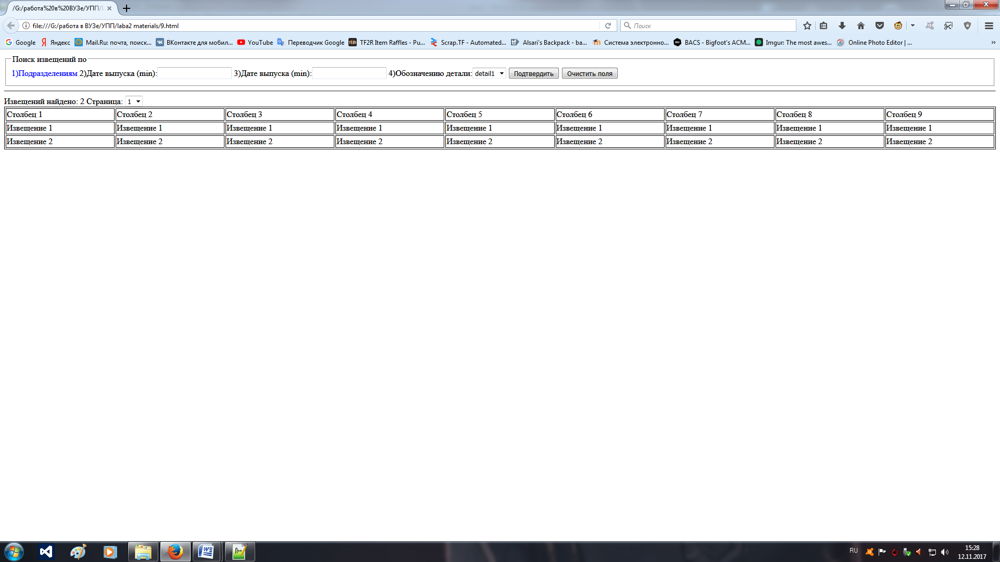 /G:/работа%20в%20ВУЗе/УПП/l
file:///G:/работа в ВУЗе/УПП/laba2 materials/9.html
Поиск
Google Яндекс Mail.Ru: почта, поиск... ВКонтакте для мобил... YouTube Переводчик Google TF2R Item Raffles - Pu... Scrap.TF - Automated... Alsari's Backpack - ba... Система электронно... BACS - Bigfoot's ACM... Imgur: The most awes... Online Photo Editor | ... »
Поиск извещений по
1)Подразделениям 2)Дате выпуска (min): 3)Дате выпуска (min): 4)Обозначению детали: detail1 Подтвердить Очистить поля
Извещений найдено: 2 Страница: 1
Столбец 1 Столбец 2 Столбец 3 Столбец 4 Столбец 5 Столбец 6 Столбец 7 Столбец 8 Столбец 9
Извещение 1 Извещение 1 Извещение 1 Извещение 1 Извещение 1 Извещение 1 Извещение 1 Извещение 1 Извещение 1
Извещение 2 Извещение 2 Извещение 2 Извещение 2 Извещение 2 Извещение 2 Извещение 2 Извещение 2 Извещение 2
RU 15:28
12.11.2017